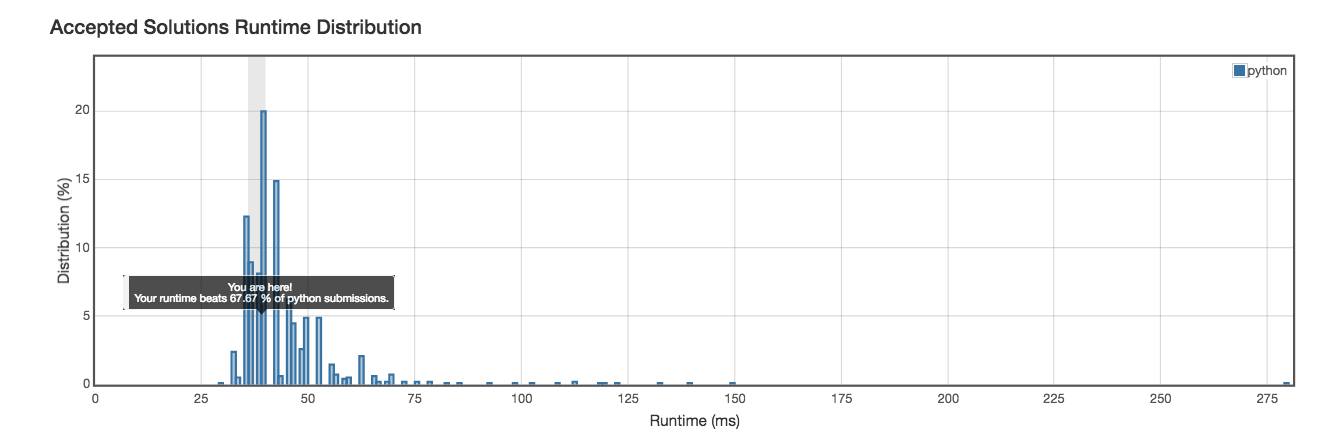 Accepted Solutions Runtime Distribution
python
20
15
10
5
0
Distribution (%)
You are here!
Your runtime beats 67.67 % of python submissions.
0 25 50 75 100 125 150 175 200 225 250 275
Runtime (ms)